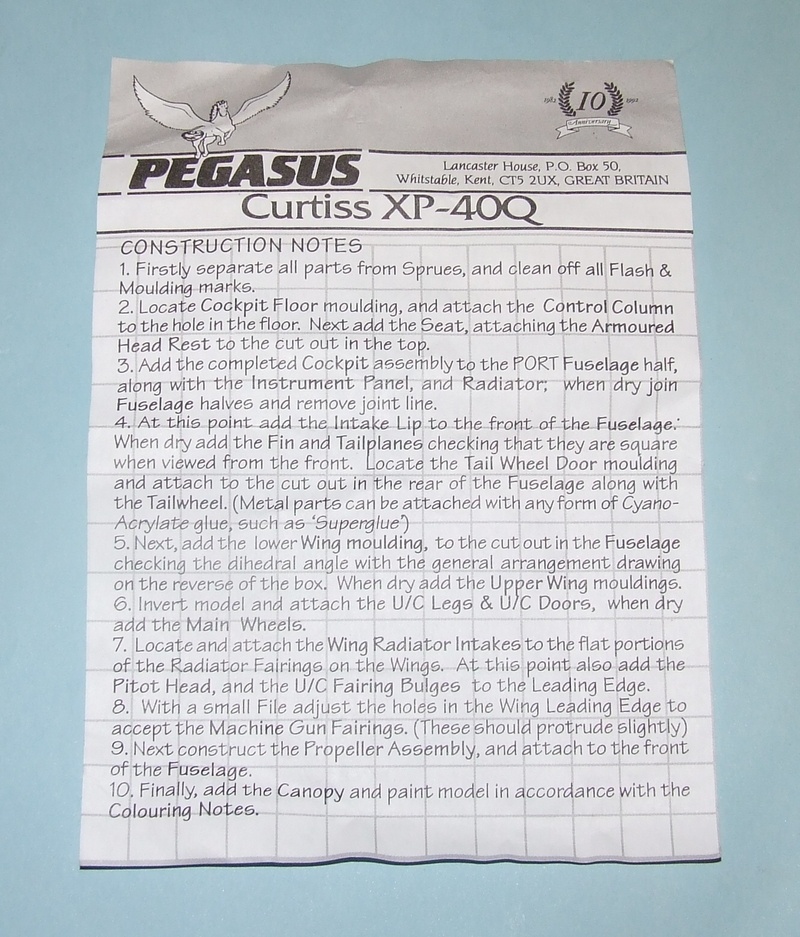 1982 10 1992
Anniversary
PEGASUS
Lancaster House, P.O. Box 50,
Whitstable, Kent, CT5 2UX, GREAT BRITAIN
Curtiss XP-40Q
CONSTRUCTION NOTES
1. Firstly separate all parts from Sprues, and clean off all Flash &
Moulding marks.
2. Locate Cockpit Floor moulding, and attach the Control Column
to the hole in the floor. Next add the Seat, attaching the Armoured
Head Rest to the cut out in the top.
3. Add the completed Cockpit assembly to the PORT Fuselage half,
along with the Instrument Panel, and Radiator; when dry join
Fuselage halves and remove joint line.
4. At this point add the Intake Lip to the front of the Fuselage.
When dry add the Fin and Tailplanes checking that they are square
when viewed from the front. Locate the Tail Wheel Door moulding
and attach to the cut out in the rear of the Fuselage along with
the Tailwheel. (Metal parts can be attached with any form of Cyano-
Acrylate glue, such as 'Superglue')
5. Next, add the lower Wing moulding, to the cut out in the Fuselage
checking the dihedral angle with the general arrangement drawing
on the reverse of the box. When dry add the Upper Wing mouldings.
6. Invert model and attach the U/C Legs & U/C Doors, when dry
add the Main Wheels.
7. Locate and attach the Wing Radiator Intakes to the flat portions
of the Radiator Fairings on the Wings. At this point also add the
Pitot Head, and the U/C Fairing Bulges to the Leading Edge.
8. With a small File adjust the holes in the Wing Leading Edge to
accept the Machine Gun Fairings. (These should protrude slightly)
9. Next construct the Propeller Assembly, and attach to the front
of the Fuselage.
10. Finally, add the Canopy and paint model in accordance with the
Colouring Notes.